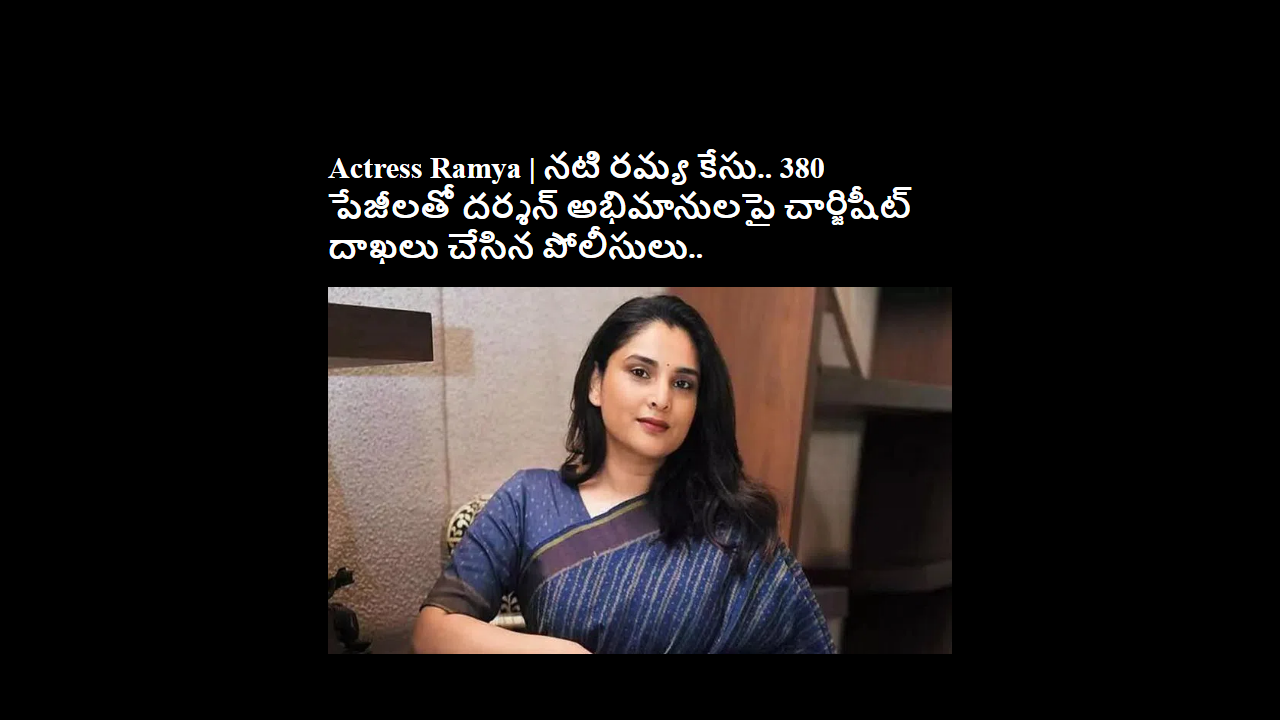 Actress Ramya | నటి రమ్య కేసు.. 380
పేజీలతో దర్శన్ అభిమానులపై చార్జిషీట్
దాఖలు చేసిన పోలీసులు..